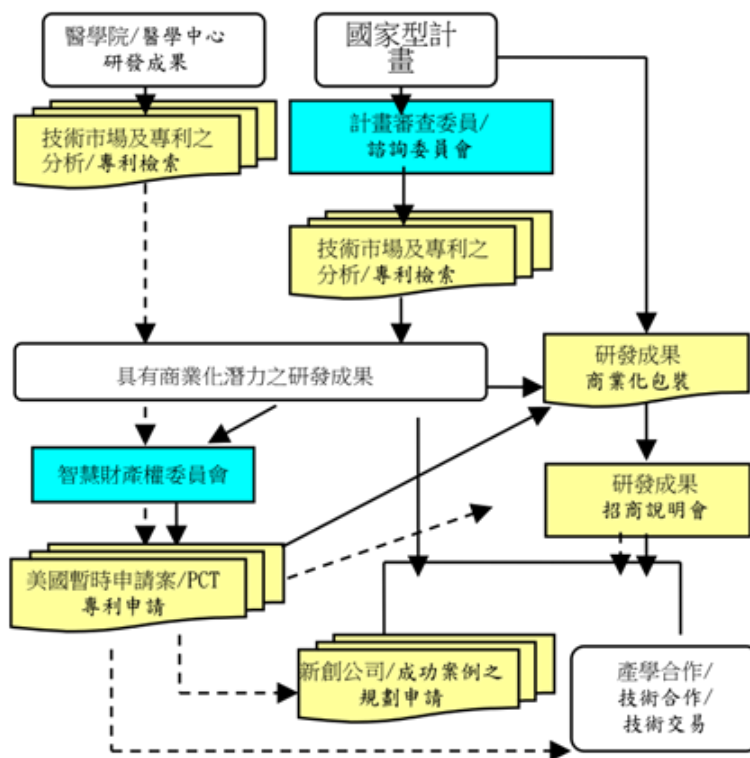 醫學院/醫學中心
研發成果
國家型計
畫
技術市場及專利之
分析/專利檢索
計畫審查委員/
諮詢委員會
技術市場及專利之
分析/專利檢索
具有商業化潛力之研發成果
研發成果
商業化包裝
智慧財產權委員會
研發成果
招商說明會
美國暫時申請案/PCT
專利申請
新創公司/成功案例之
規劃申請
產學合作/
技術合作/
技術交易